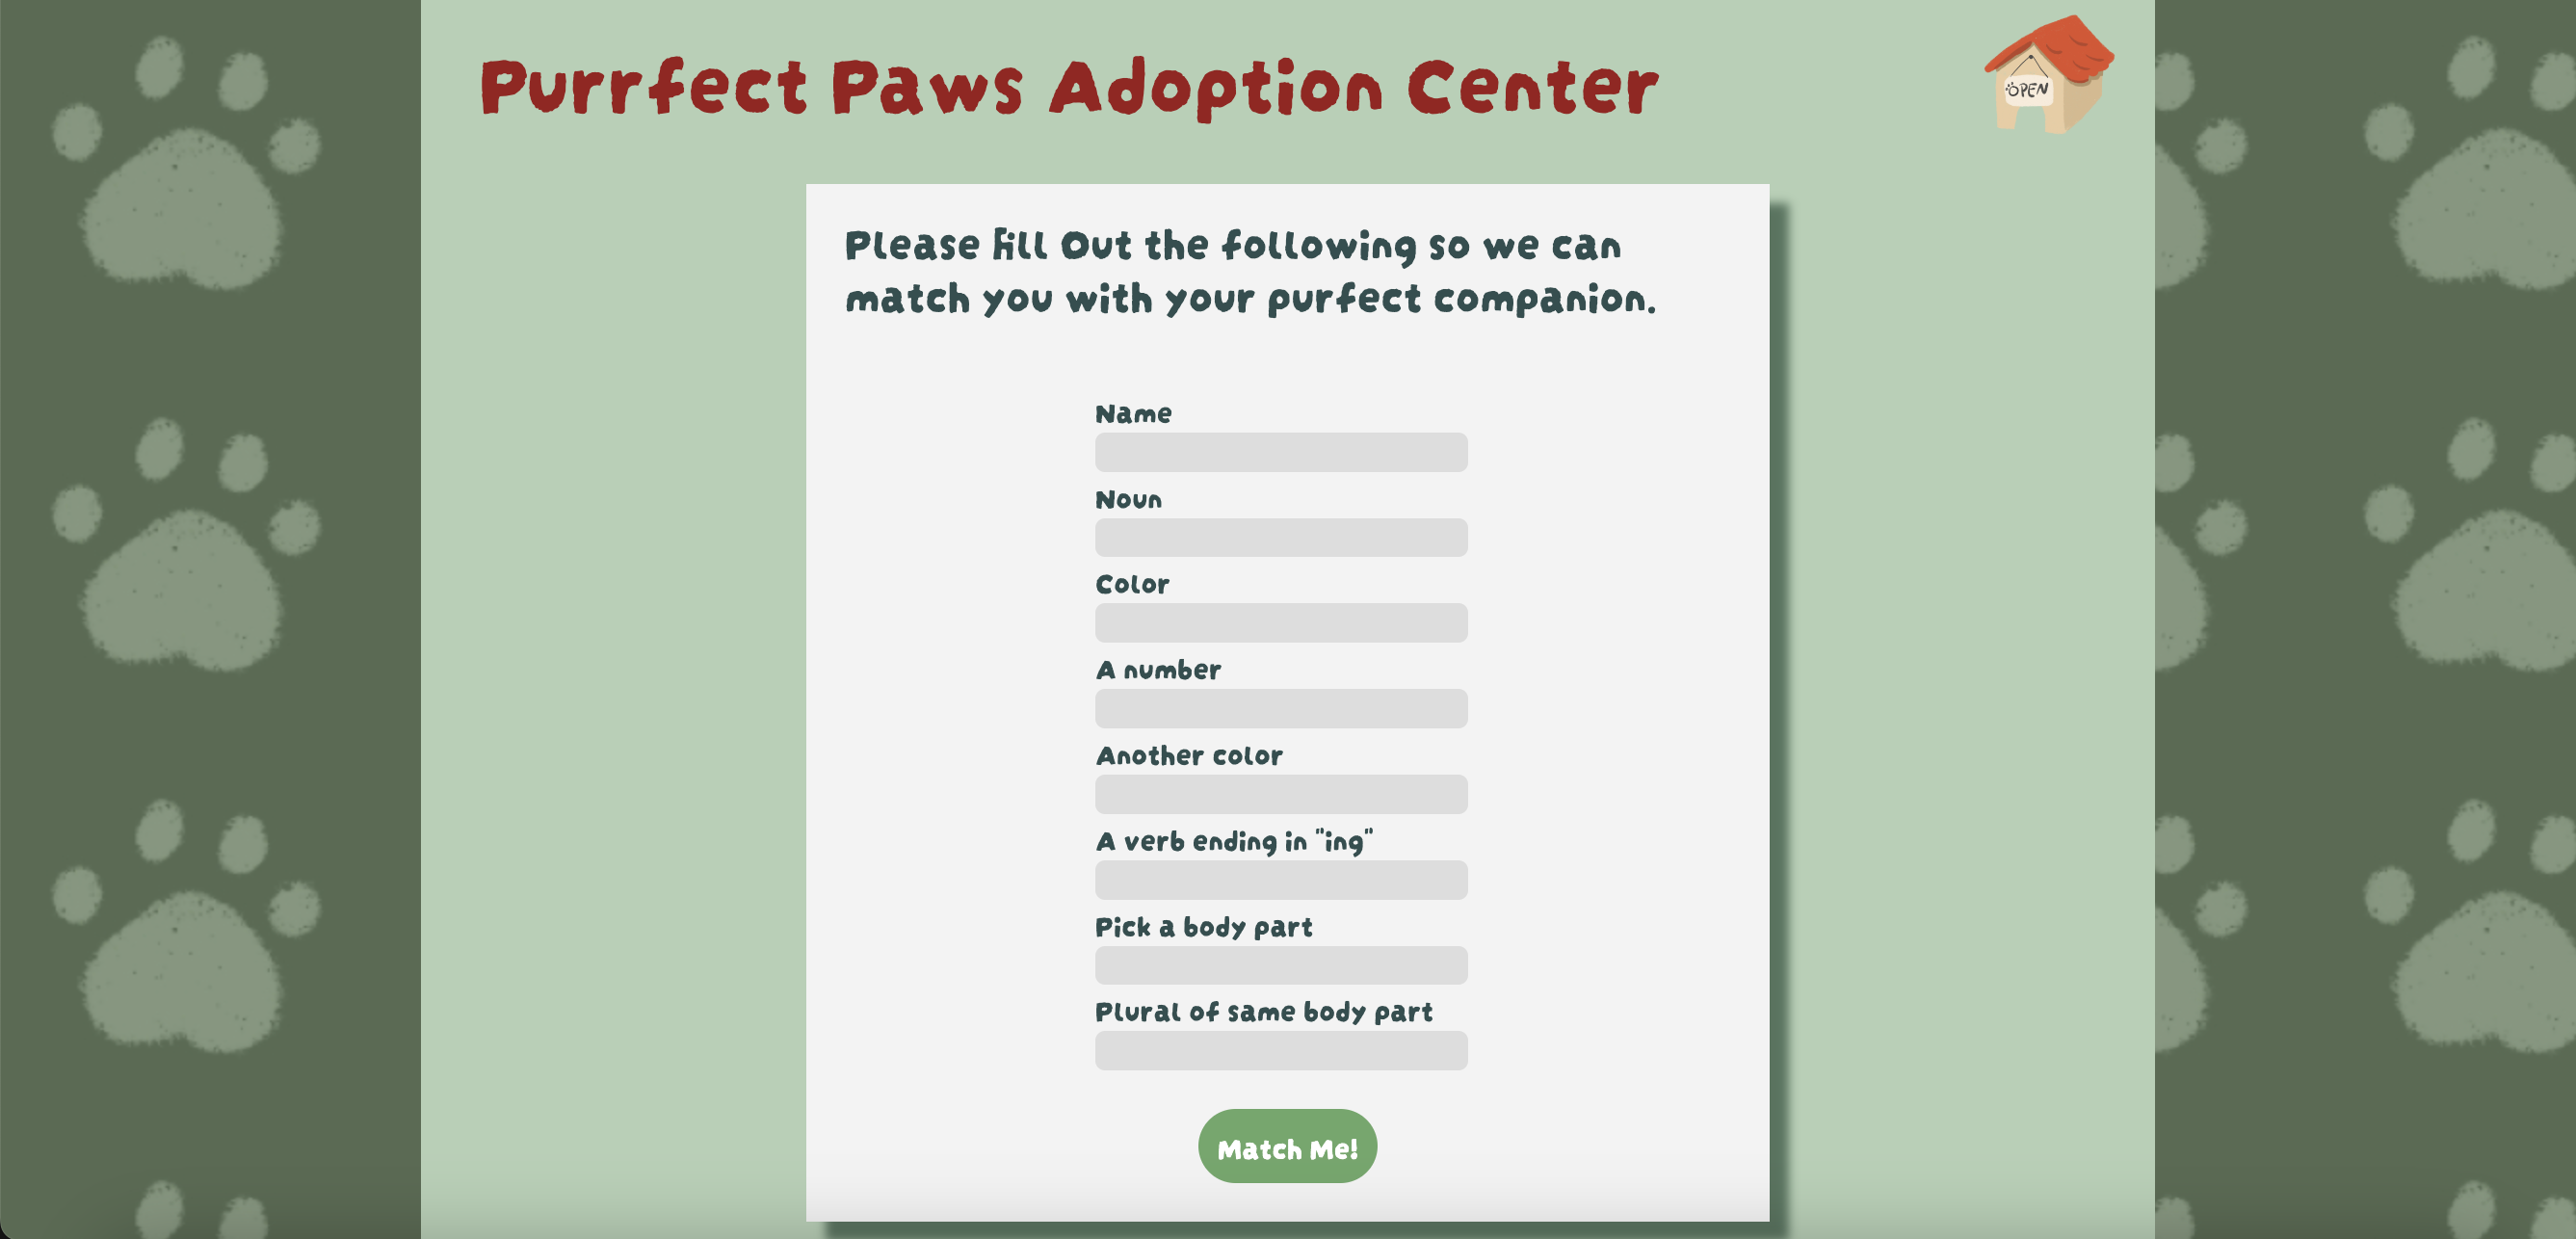 Purrfect Paws Adoption Center
OPEN
Please fill Out the following so we can
match you with your purfect companion.
Name
Noun
Color
A number
Another color
A verb ending in "ing"
Pick a body part
Plural of same body part
Match Me!